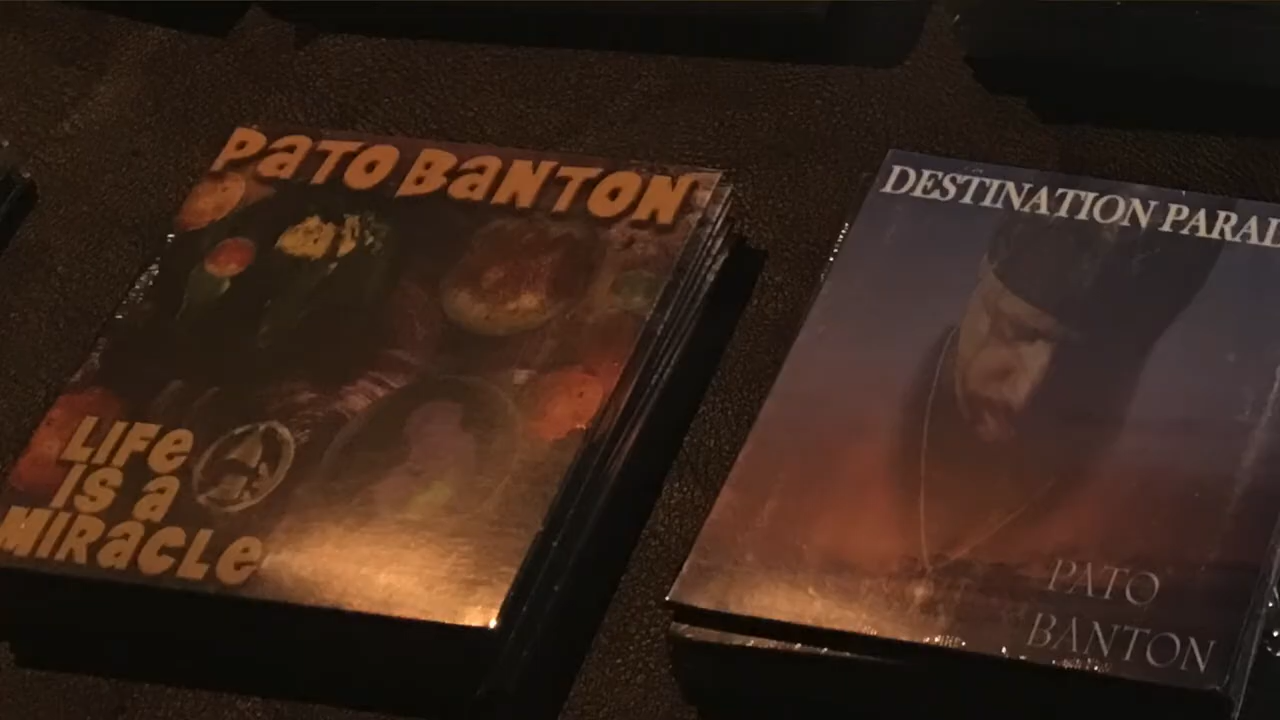 PaTO BaNTON
LIFe
IS a
MIRacLe
DESTINATION PARAL
PATO
BANTON